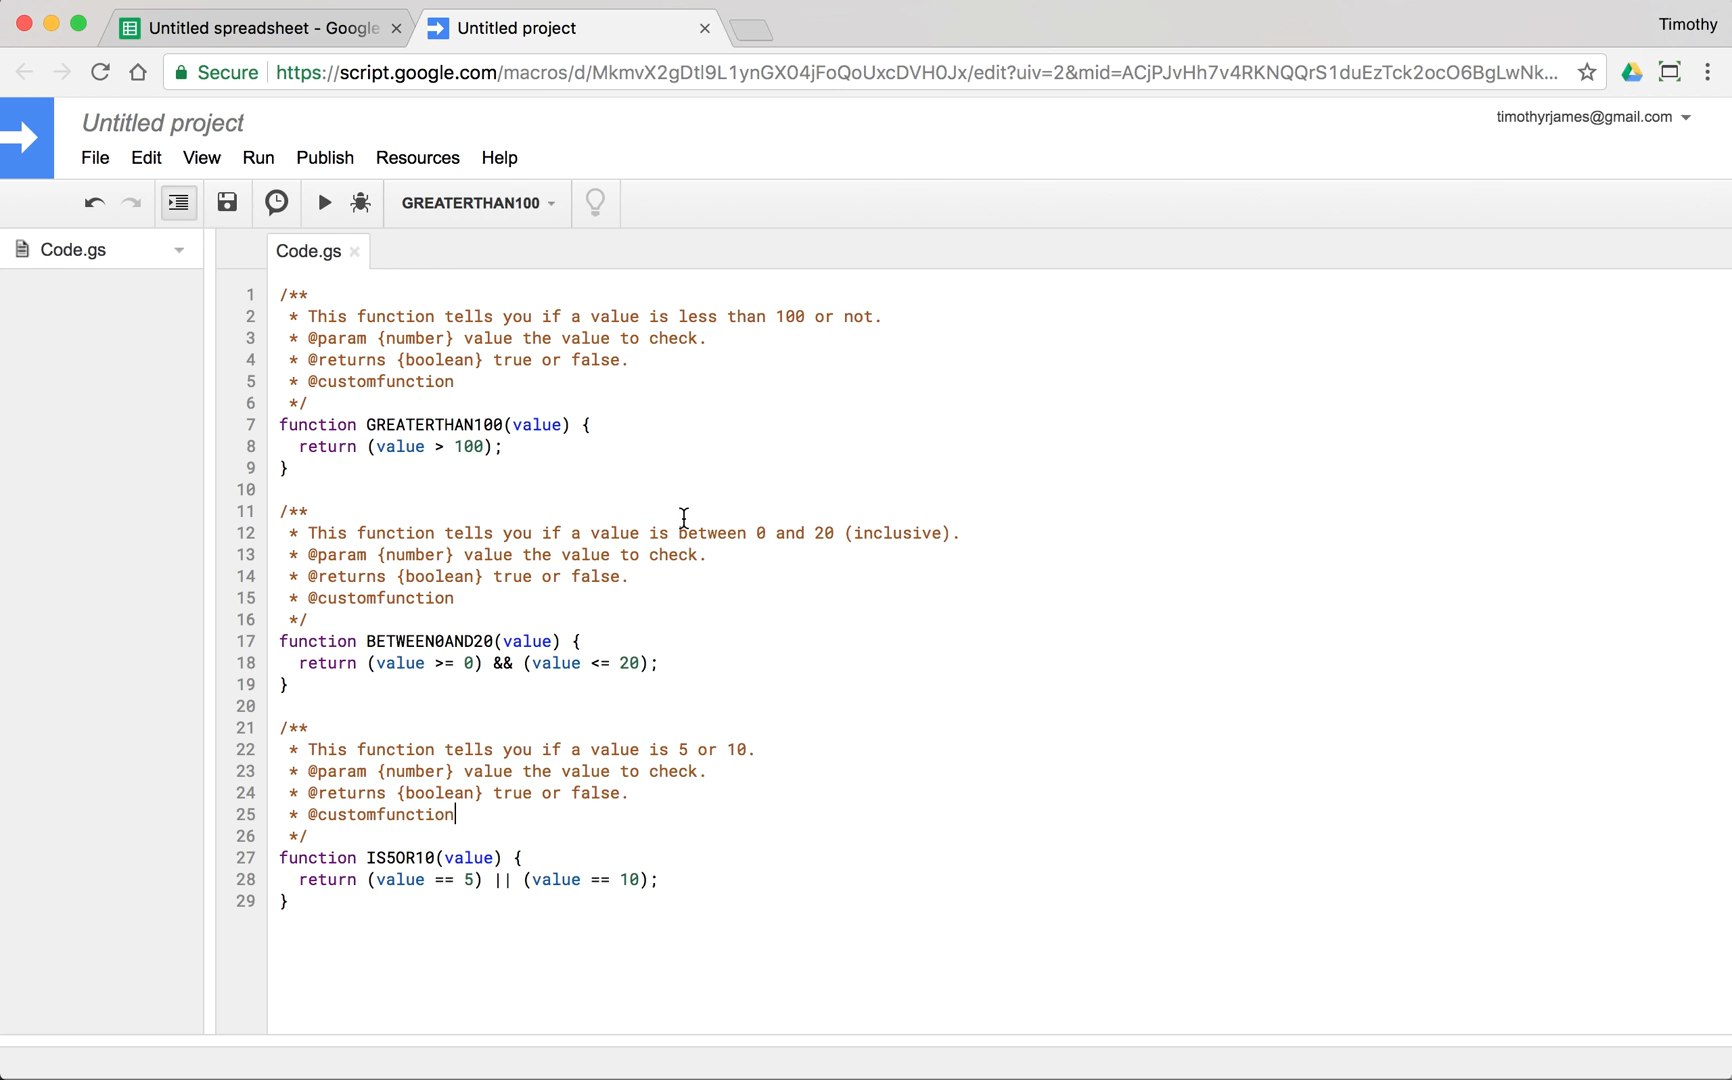 Untitled spreadsheet - Google
Untitled project
Timothy
Secure
https://script.google.com/macros/d/MkmvX2gDtI9L1ynGX04jFoQoUxcDVH0Jx/edit?uiv=2&mid=ACjPJvHh7v4RKNQQrS1duEzTck2ocO6BgLwNk...
Untitled project
timothyrjames@gmail.com
File Edit View Run Publish Resources Help
GREATERTHAN100
Code.gs
Code.gs
1 /**
2 * This function tells you if a value is less than 100 or not.
3 * @param {number} value the value to check.
4 * @returns {boolean} true or false.
5 * @customfunction
6 */
7 function GREATERTHAN100(value) {
8 return (value > 100);
9 }
10
11 /**
12 * This function tells you if a value is between 0 and 20 (inclusive).
13 * @param {number} value the value to check.
14 * @returns {boolean} true or false.
15 * @customfunction
16 */
17 function BETWEEN0AND20(value) {
18 return (value >= 0) && (value <= 20);
19 }
20
21 /**
22 * This function tells you if a value is 5 or 10.
23 * @param {number} value the value to check.
24 * @returns {boolean} true or false.
25 * @customfunction
26 */
27 function IS5OR10(value) {
28 return (value == 5) || (value == 10);
29 }